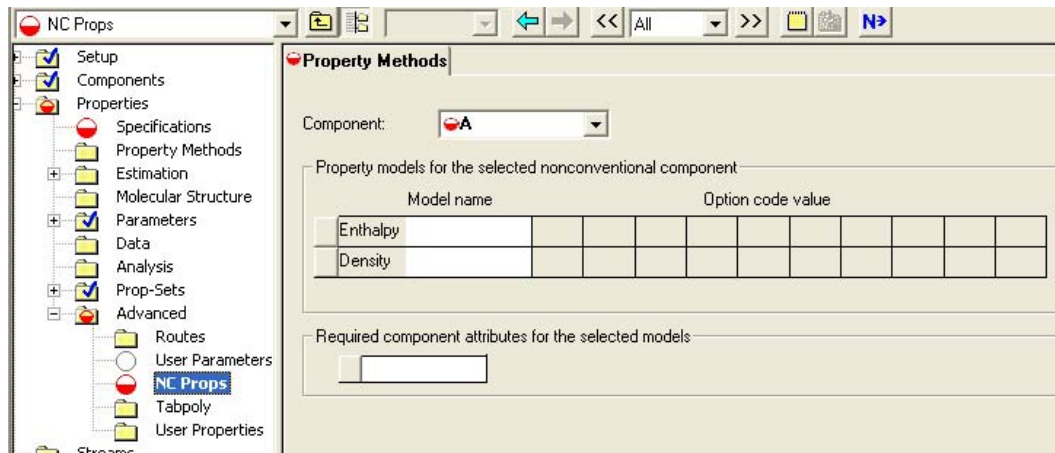 NC Props
<< All >> N
Setup
Components
Properties
Specifications
Property Methods
Estimation
Molecular Structure
Parameters
Data
Analysis
Prop-Sets
Advanced
Routes
User Parameters
NC Props
Tabpoly
User Properties
Streams
Property Methods
Component: A
Property models for the selected nonconventional component
Model name Option code value
Enthalpy
Density
Required component attributes for the selected models